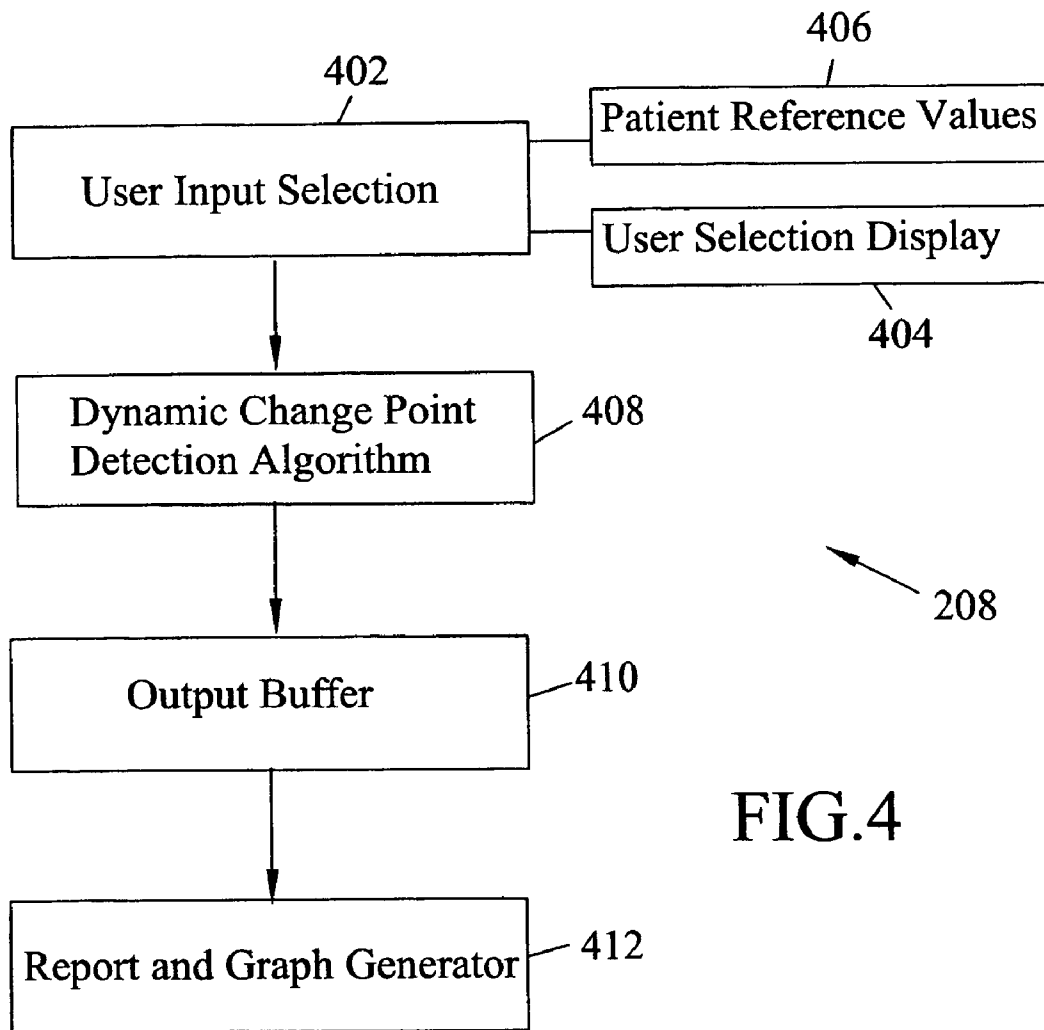 406
402
Patient Reference Values
User Input Selection
User Selection Display
404
Dynamic Change Point
Detection Algorithm
408
208
Output Buffer
410
FIG.4
Report and Graph Generator
412